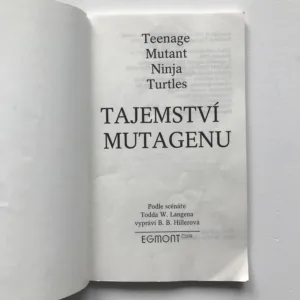 Teenage
Mutant
Ninja
Turtles
TAJEMSTVÍ
MUTAGENU
Podle scénáře
Todda W. Langena
vypráví B. B. Hillerová
EGMONT